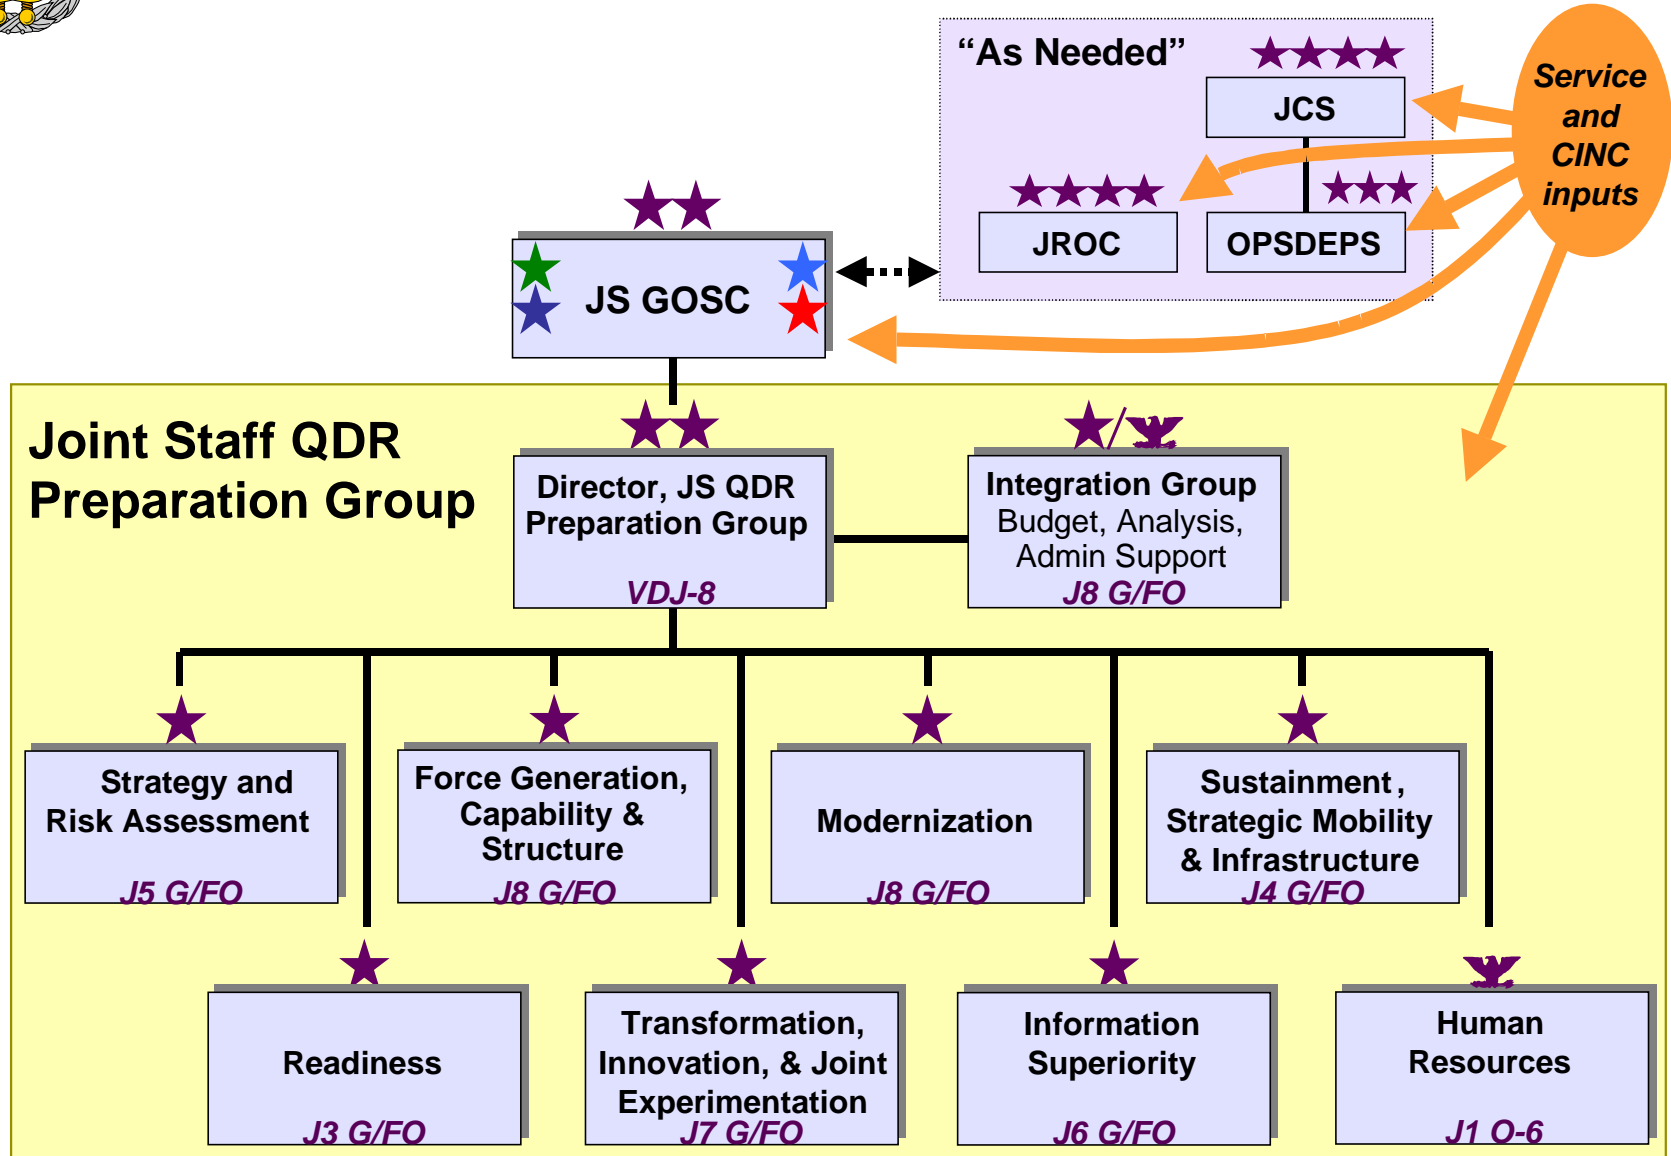 “As Needed”
JCS
JROC
OPSDEPS
Service
and
CINC
inputs
JS GOSC
Joint Staff QDR
Preparation Group
Director, JS QDR
Preparation Group
VDJ-8
Integration Group
Budget, Analysis,
Admin Support
J8 G/FO
Strategy and
Risk Assessment
J5 G/FO
Force Generation,
Capability &
Structure
J8 G/FO
Modernization
J8 G/FO
Sustainment,
Strategic Mobility
& Infrastructure
J4 G/FO
Readiness
J3 G/FO
Transformation,
Innovation, & Joint
Experimentation
J7 G/FO
Information
Superiority
J6 G/FO
Human
Resources
J1 O-6